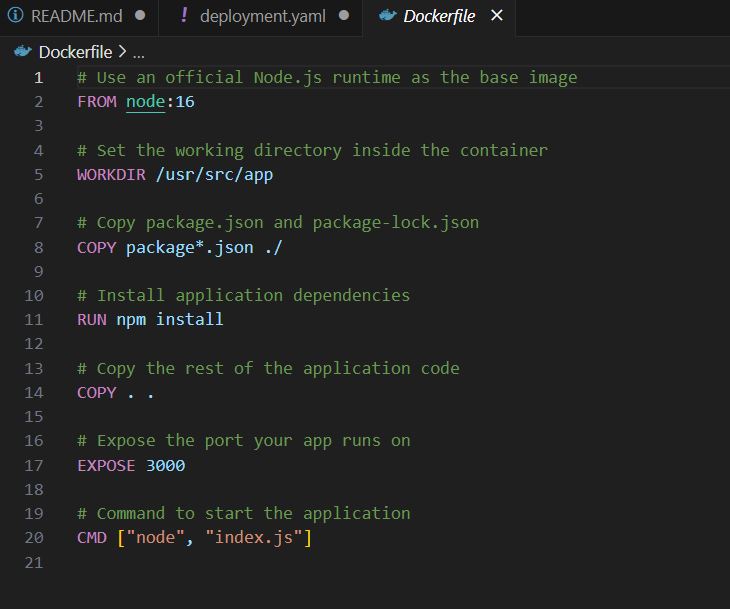 README.md
! deployment.yaml
Dockerfile
Dockerfile > ...
1 # Use an official Node.js runtime as the base image
2 FROM node:16
3
4 # Set the working directory inside the container
5 WORKDIR /usr/src/app
6
7 # Copy package.json and package-lock.json
8 COPY package*.json ./
9
10 # Install application dependencies
11 RUN npm install
12
13 # Copy the rest of the application code
14 COPY . .
15
16 # Expose the port your app runs on
17 EXPOSE 3000
18
19 # Command to start the application
20 CMD ["node", "index.js"]
21